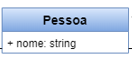 Pessoa
+ nome: string